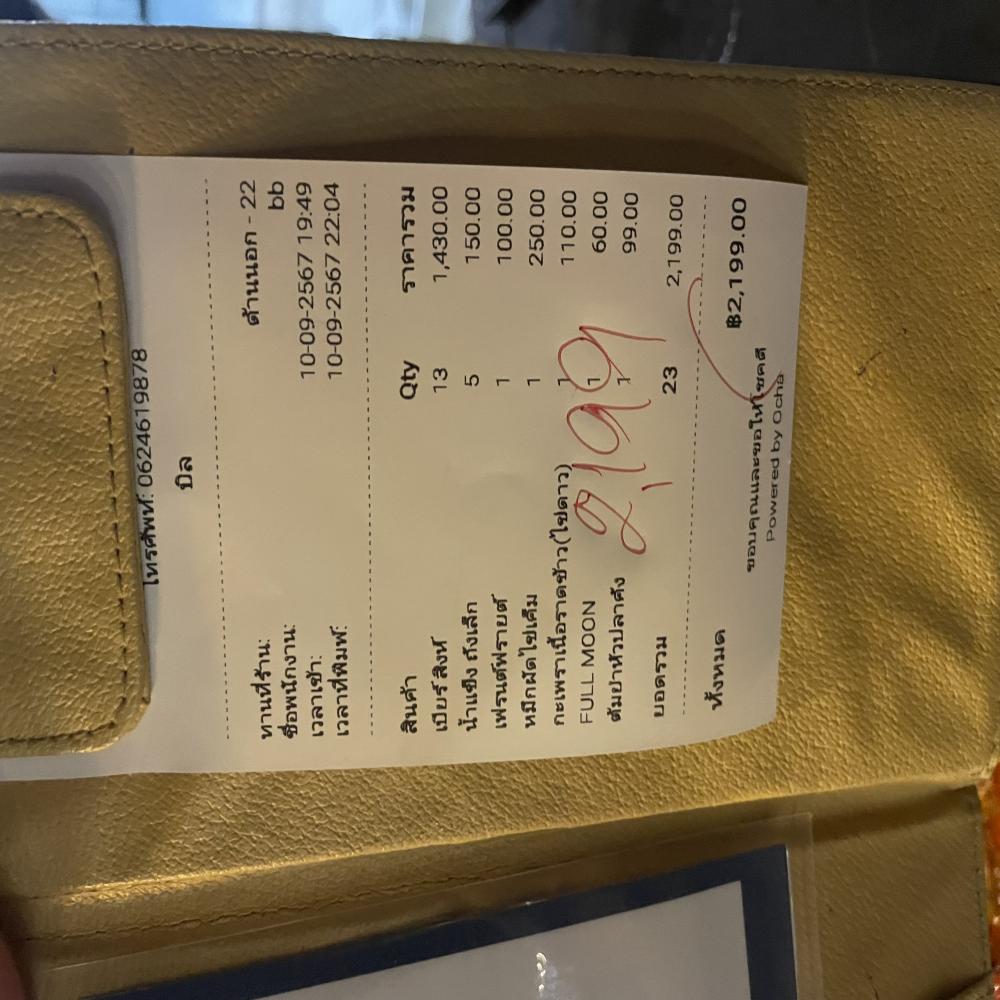 โทรศัพท์: 0624619878
บิล
ทานที่ร้าน: ด้านนอก - 22
ชื่อพนักงาน: bb
เวลาเข้า: 10-09-2567 19:49
เวลาที่พิมพ์: 10-09-2567 22:04
สินค้า Qty ราคารวม
เบียร์ สิงห์ 13 1,430.00
น้ำแข็ง ถังเล็ก 5 150.00
เฟรนต์ฟรายต์ 1 100.00
หมึกผัดไข่เค็ม 1 250.00
กะเพราเนื้อราดข้าว(ไข่ดาว) 1 110.00
FULL MOON 1 60.00
ต้มยำหัวปลาคัง 1 99.00
2,199
ยอดรวม 23 2,199.00
ทั้งหมด ฿2,199.00
ขอบคุณและขอให้โชคดี
Powered by Ocha